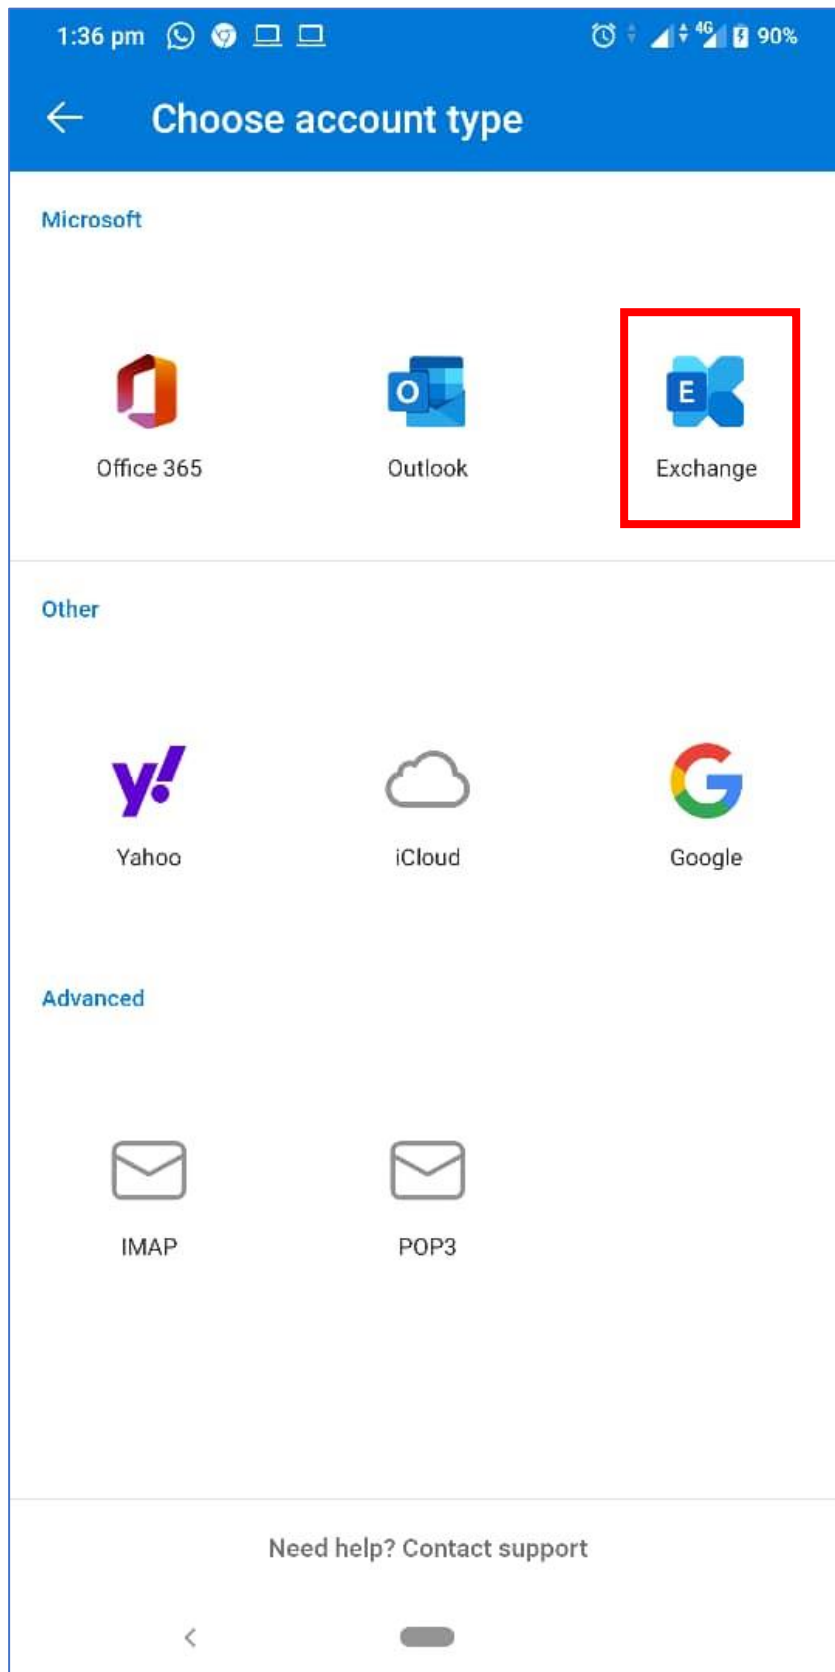 1:36 pm 4G 90%
Choose account type
Microsoft
O E
Office 365 Outlook Exchange
Other
y!
Yahoo iCloud Google
Advanced
IMAP POP3
Need help? Contact support